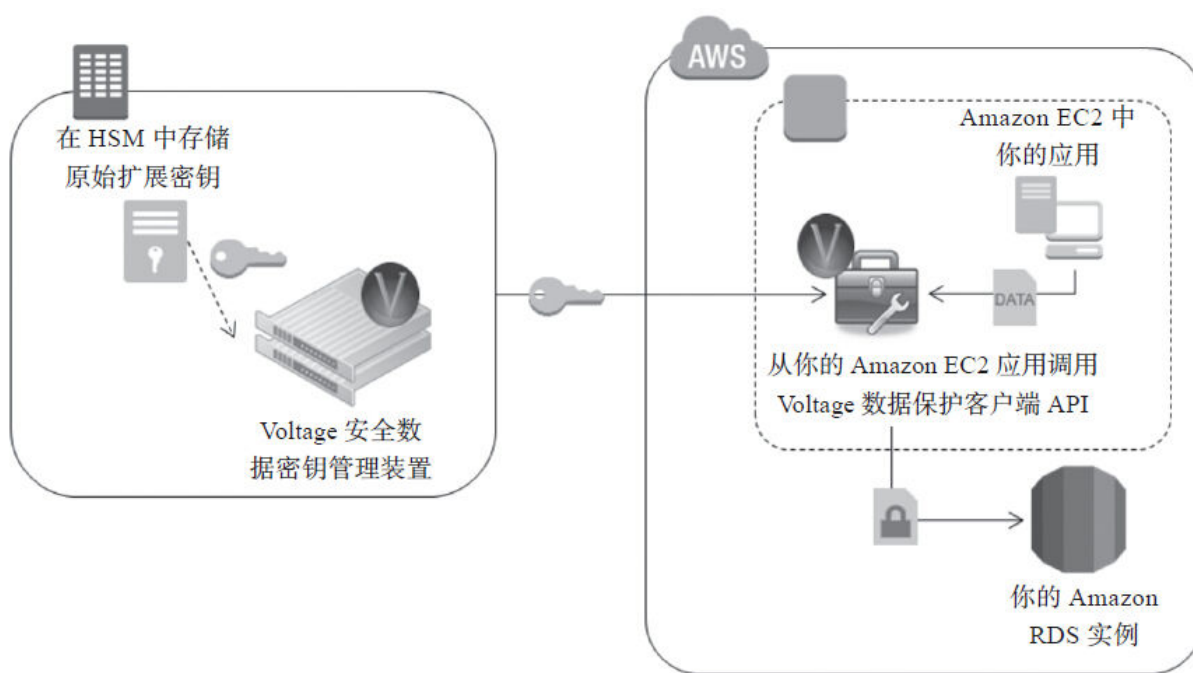 AWS
在 HSM 中存储
原始扩展密钥
V
Voltage 安全数
据密钥管理装置
Amazon EC2 中
你的应用
V
DATA
从你的 Amazon EC2 应用调用
Voltage 数据保护客户端 API
你的 Amazon
RDS 实例